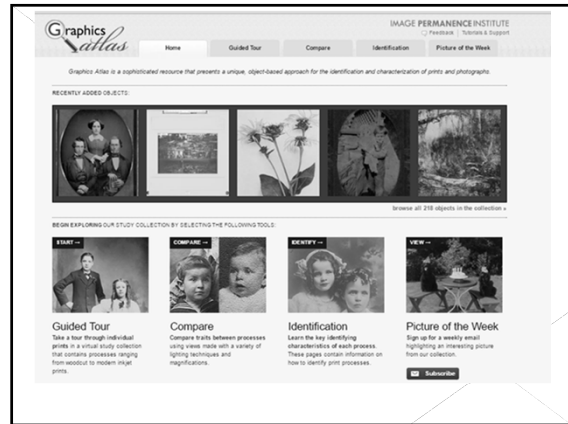 Graphics
atlas
IMAGE PERMANENCE INSTITUTE
Feedback | Tutorials & Support
Home
Guided Tour
Compare
Identification
Picture of the Week
Graphics Atlas is a sophisticated resource that presents a unique, object-based approach for the identification and characterization of prints and photographs.
RECENTLY ADDED OBJECTS:
browse all 218 objects in the collection »
BEGIN EXPLORING OUR STUDY COLLECTION BY SELECTING THE FOLLOWING TOOLS:
START →
COMPARE →
IDENTIFY →
VIEW →
Guided Tour
Take a tour through individual
prints in a virtual study collection
that contains processes ranging
from woodcut to modern inkjet
prints.
Compare
Compare traits between processes
using views made with a variety of
lighting techniques and
magnifications.
Identification
Learn the key identifying
characteristics of each process.
These pages contain information on
how to identify print processes.
Picture of the Week
Sign up for a weekly email
highlighting an interesting picture
from our collection.
Subscribe